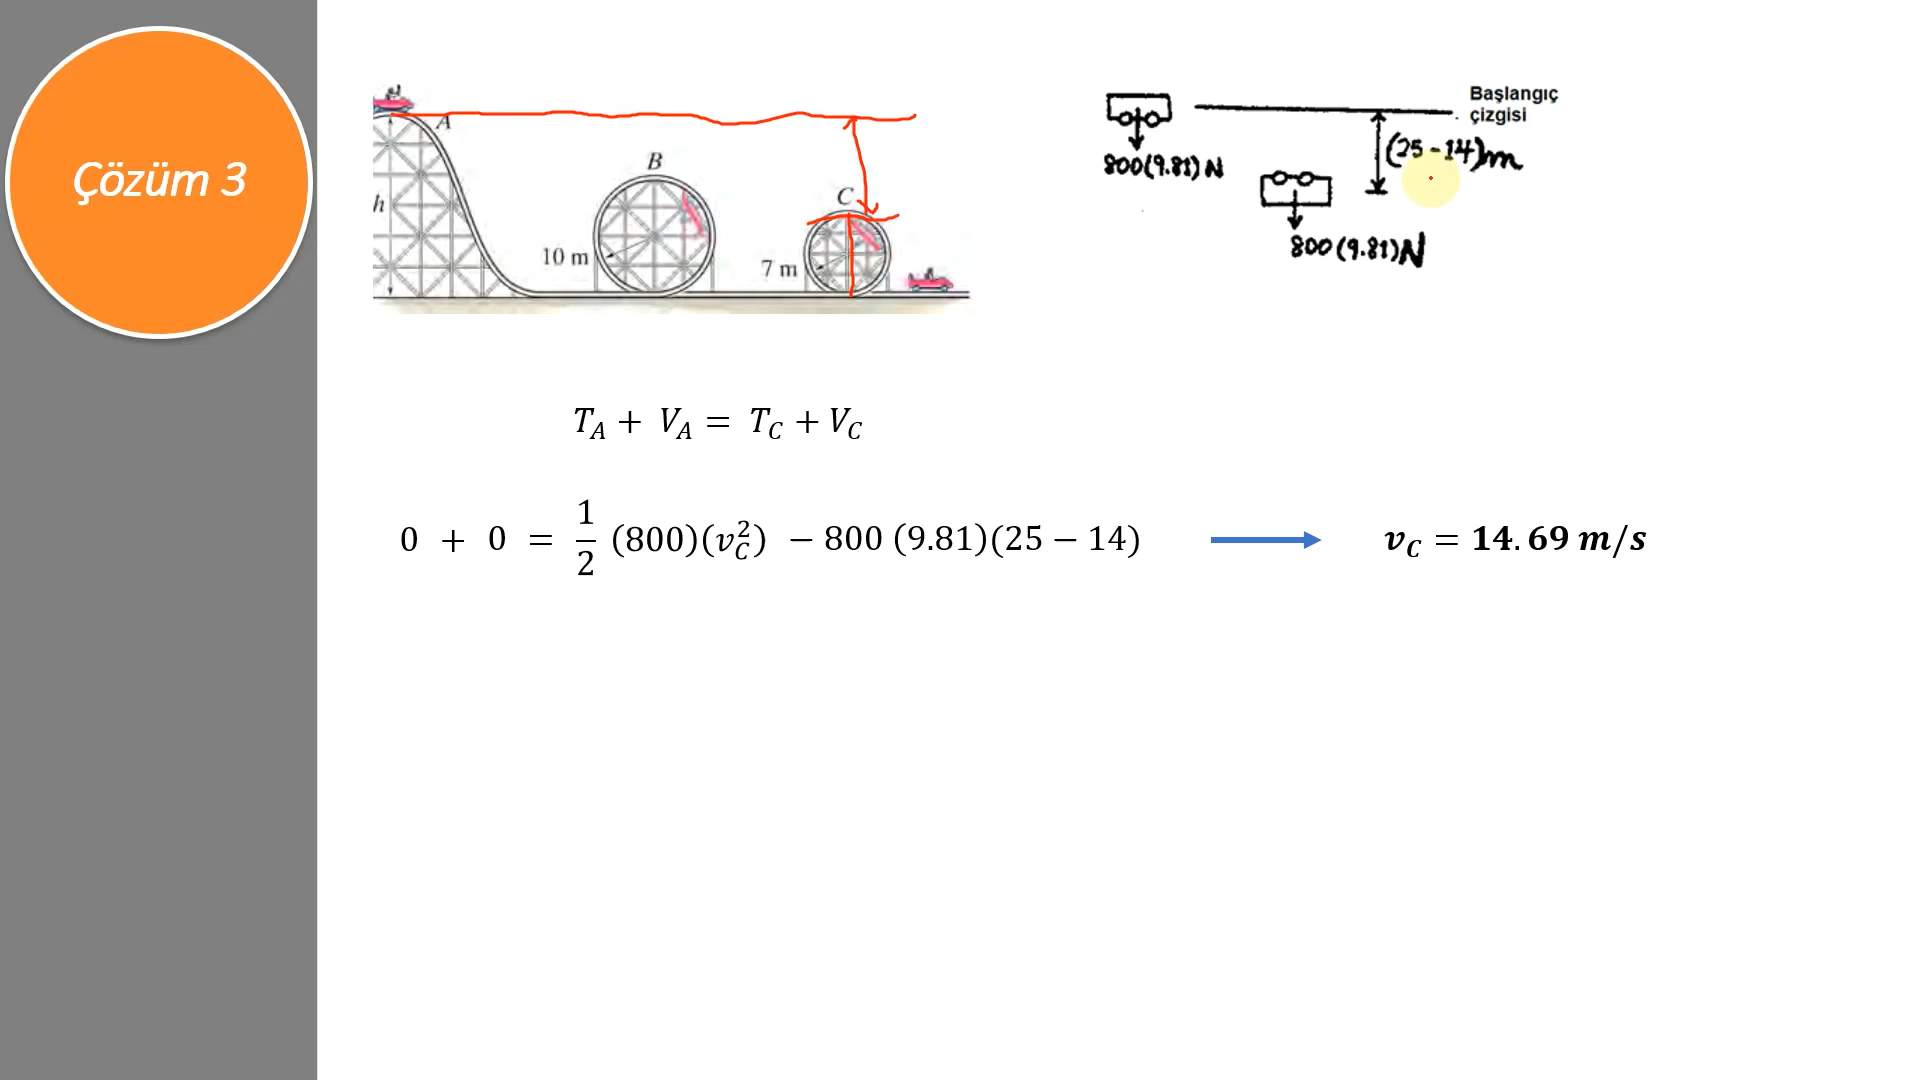 Çözüm 3
A
h
B
10 m
C
7 m
Başlangıç
çizgisi
(25-14)m
800(9.81)N
800(9.81)N
T_A + V_A = T_C + V_C
0 + 0 = 1/2 (800)(v_C^2) − 800 (9.81)(25 − 14)
v_C = 14.69 m/s